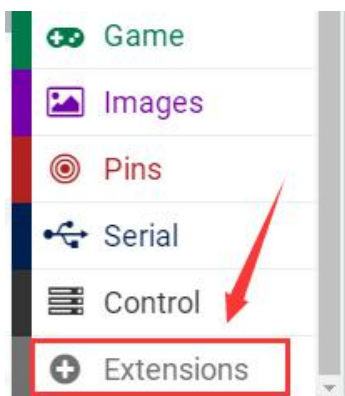 Game
Images
Pins
Serial
Control
Extensions